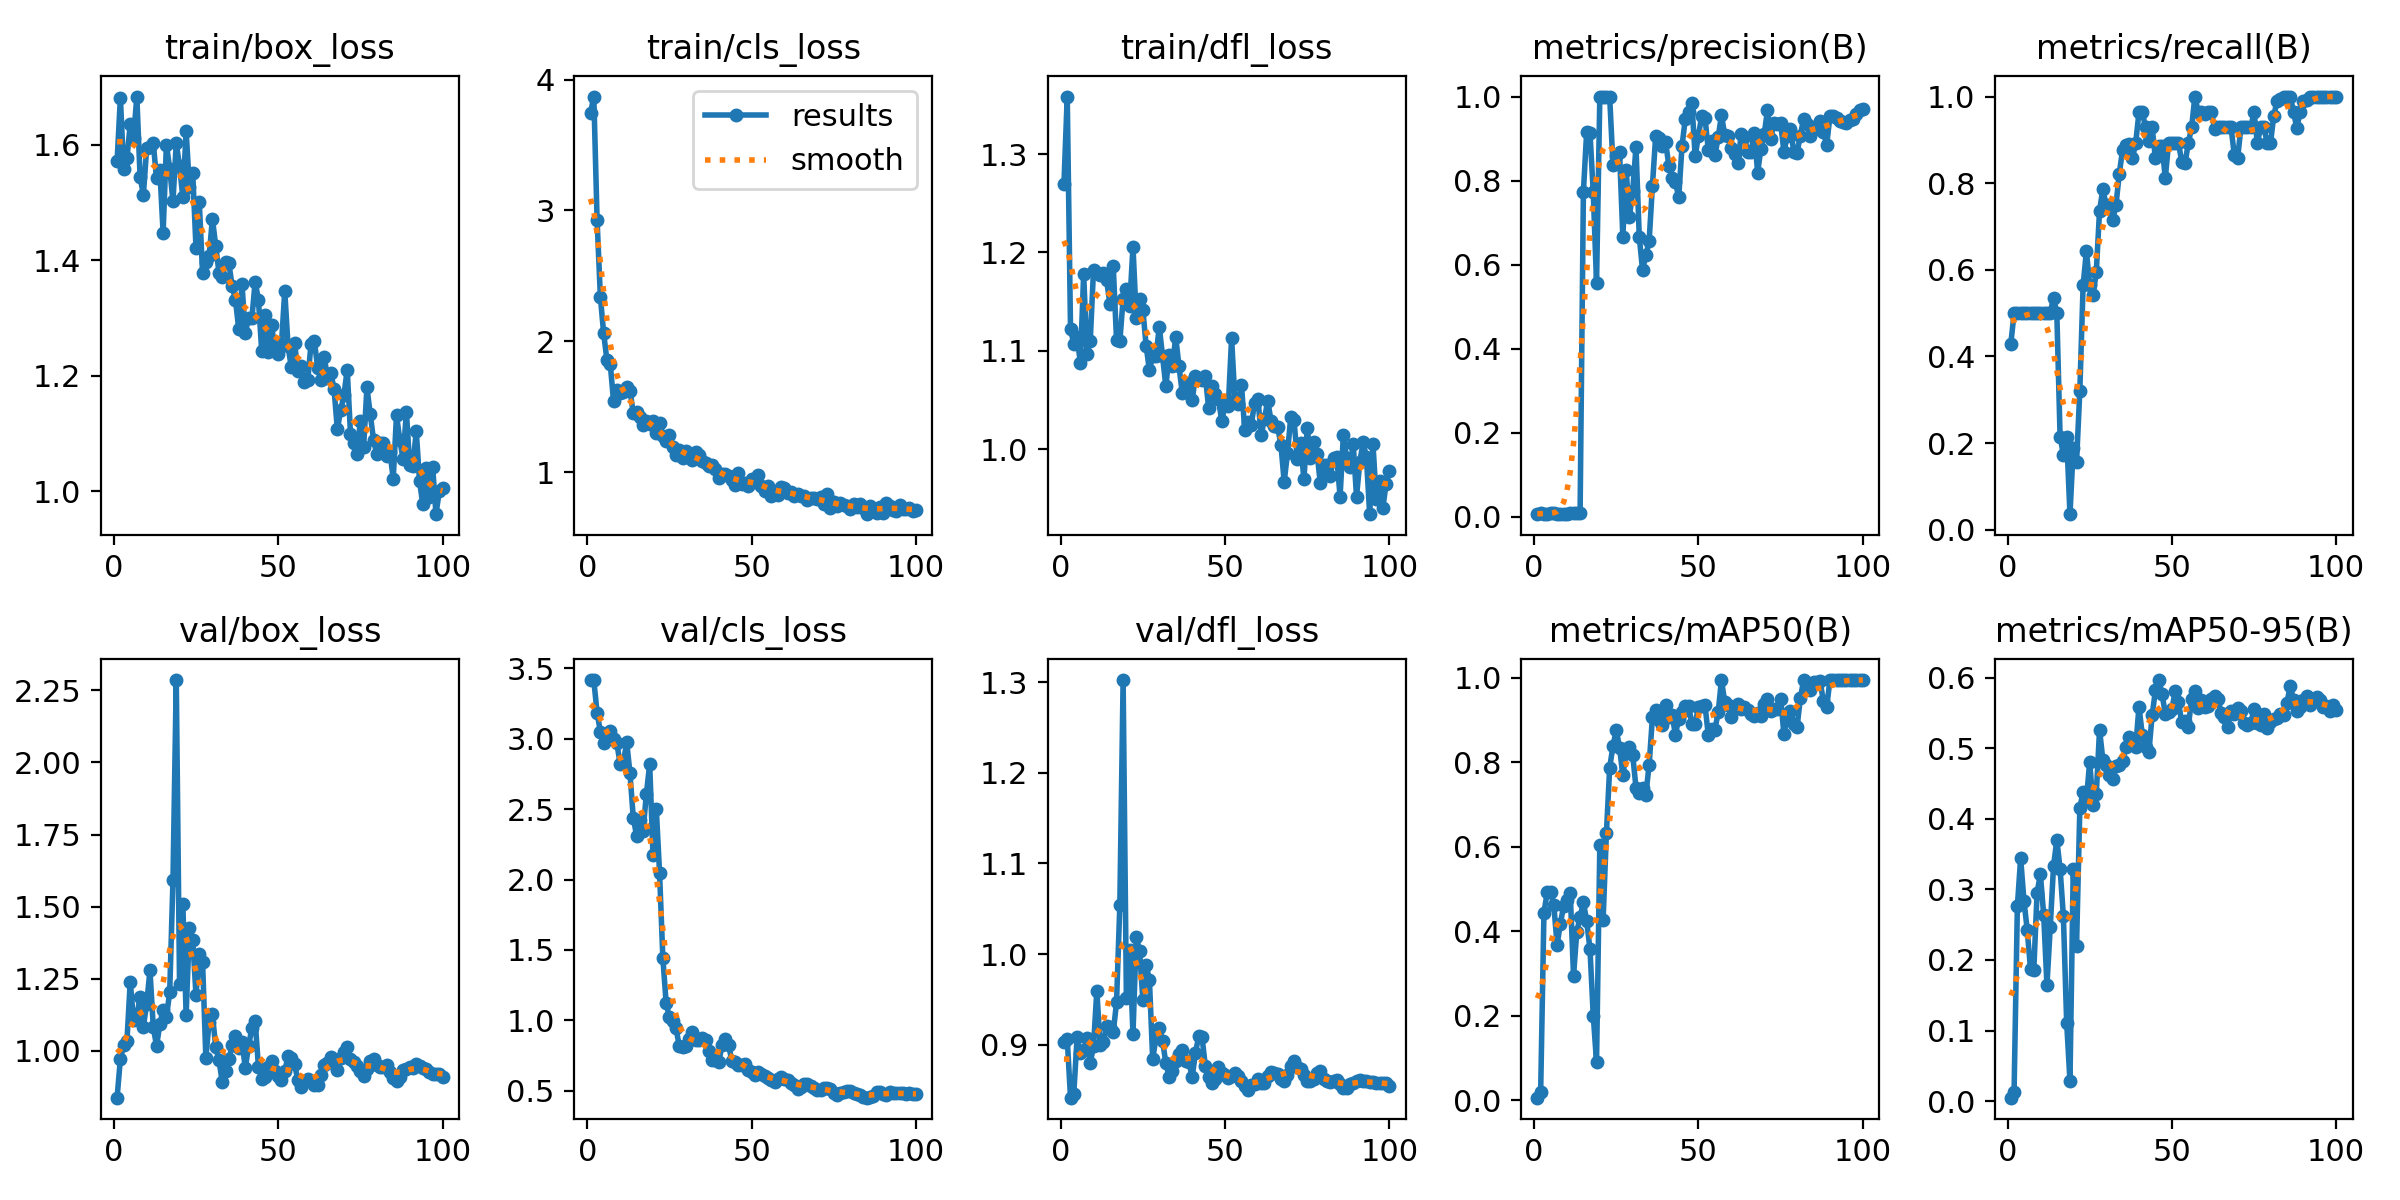 train/box_loss
train/cls_loss
train/dfl_loss
metrics/precision(B)
metrics/recall(B)
1.6
1.4
1.2
1.0
0 50 100
4
3
2
1
0 50 100
results
smooth
1.3
1.2
1.1
1.0
0 50 100
1.0
0.8
0.6
0.4
0.2
0.0
0 50 100
1.0
0.8
0.6
0.4
0.2
0.0
0 50 100
val/box_loss
val/cls_loss
val/dfl_loss
metrics/mAP50(B)
metrics/mAP50-95(B)
2.25
2.00
1.75
1.50
1.25
1.00
0 50 100
3.5
3.0
2.5
2.0
1.5
1.0
0.5
0 50 100
1.3
1.2
1.1
1.0
0.9
0 50 100
1.0
0.8
0.6
0.4
0.2
0.0
0 50 100
0.6
0.5
0.4
0.3
0.2
0.1
0.0
0 50 100